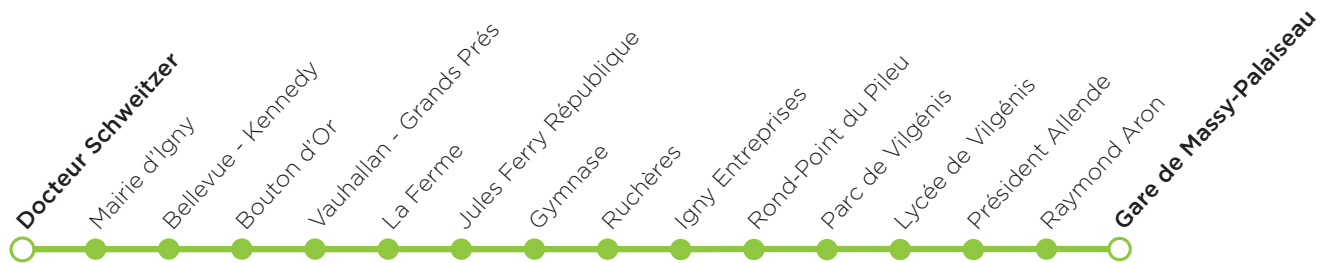 Docteur Schweitzer
Mairie d'Igny
Bellevue - Kennedy
Bouton d'Or
Vauhallan - Grands Prés
La Ferme
Jules Ferry République
Gymnase
Ruchères
Igny Entreprises
Rond-Point du Pileu
Parc de Vilgénis
Lycée de Vilgénis
Président Allende
Raymond Aron
Gare de Massy-Palaiseau